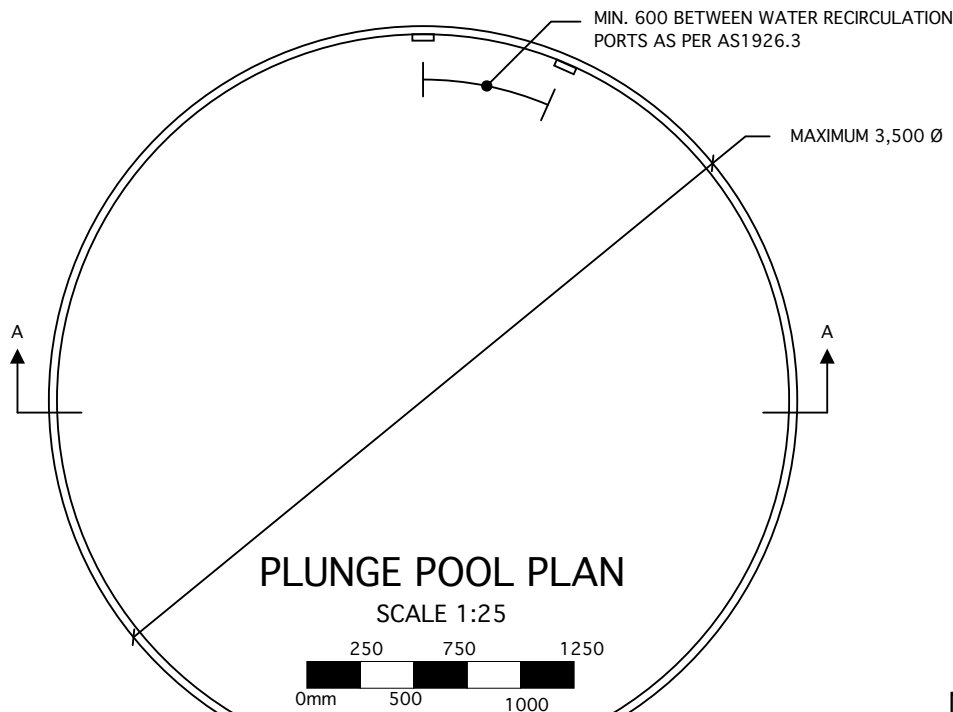 MIN. 600 BETWEEN WATER RECIRCULATION
PORTS AS PER AS1926.3
MAXIMUM 3,500 Ø
A
A
PLUNGE POOL PLAN
SCALE 1:25
250 750 1250
0mm 500 1000